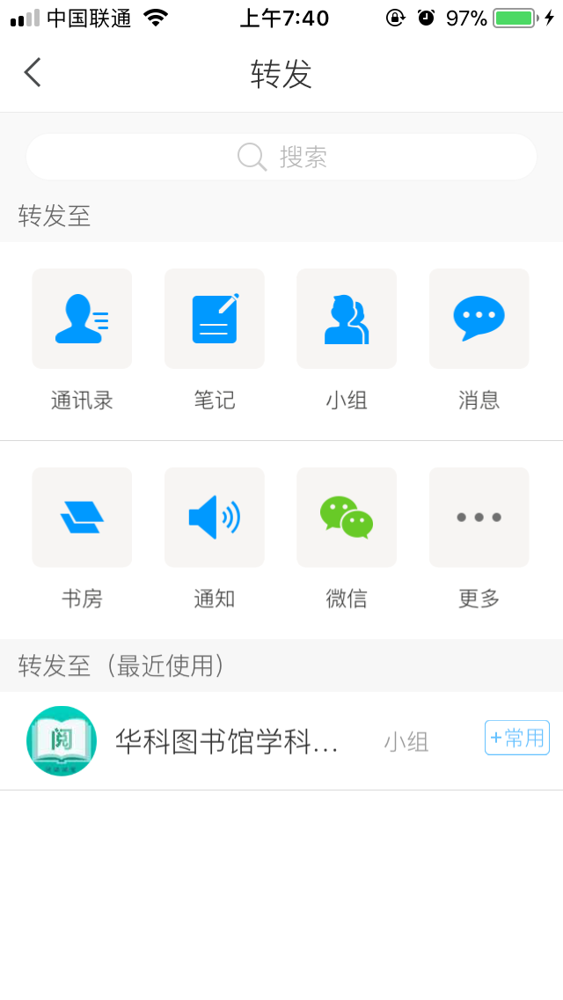 中国联通 上午7:40 97%
转发
搜索
转发至
通讯录 笔记 小组 消息
书房 通知 微信 更多
转发至（最近使用）
阅
华科图书馆学科... 小组 +常用